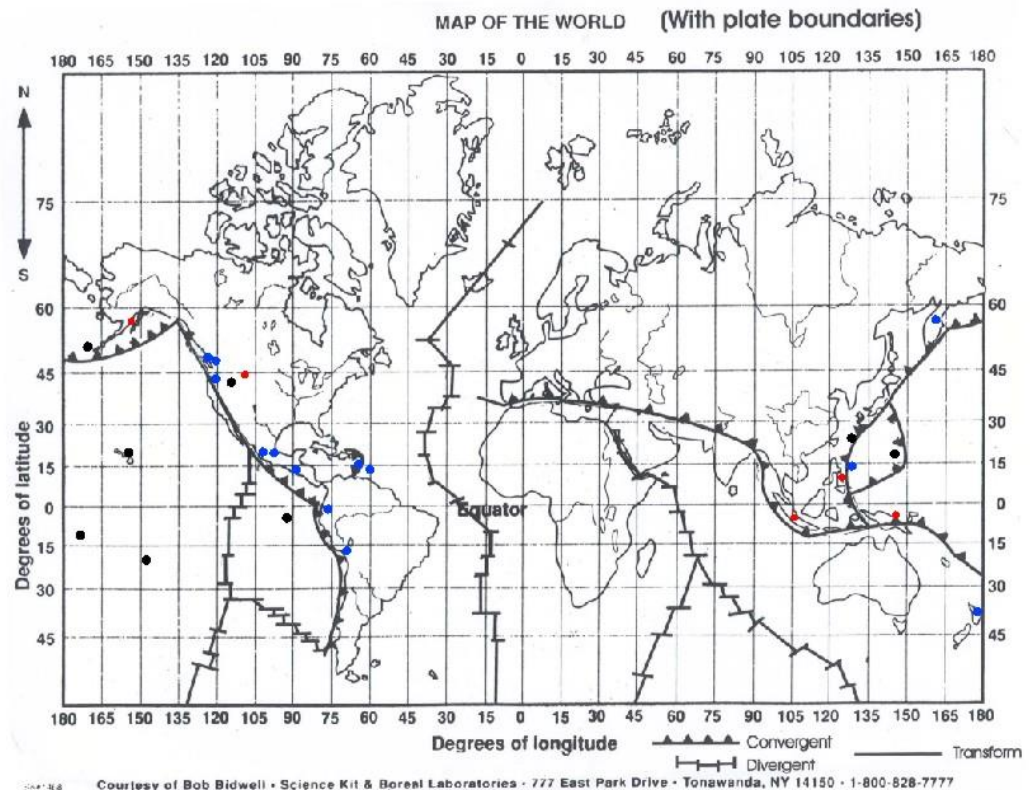 MAP OF THE WORLD (With plate boundaries)
180 165 145 135 120 105 90 75 60 45 30 15 0 15 30 45 60 75 90 105 120 135 150 165 180
N
S
75 75
60 60
45 45
30 30
15 15
0 0
Equator
15 15
30 30
45 45
Degrees of latitude
180 165 150 135 120 105 90 75 60 45 30 15 0 15 30 45 60 75 90 105 120 135 150 165 180
Degrees of longitude
Convergent
Divergent
Transform
Courtesy of Bob Bidwell • Science Kit & Boreal Laboratories • 777 East Park Drive • Tonawanda, NY 14150 • 1-800-828-7777